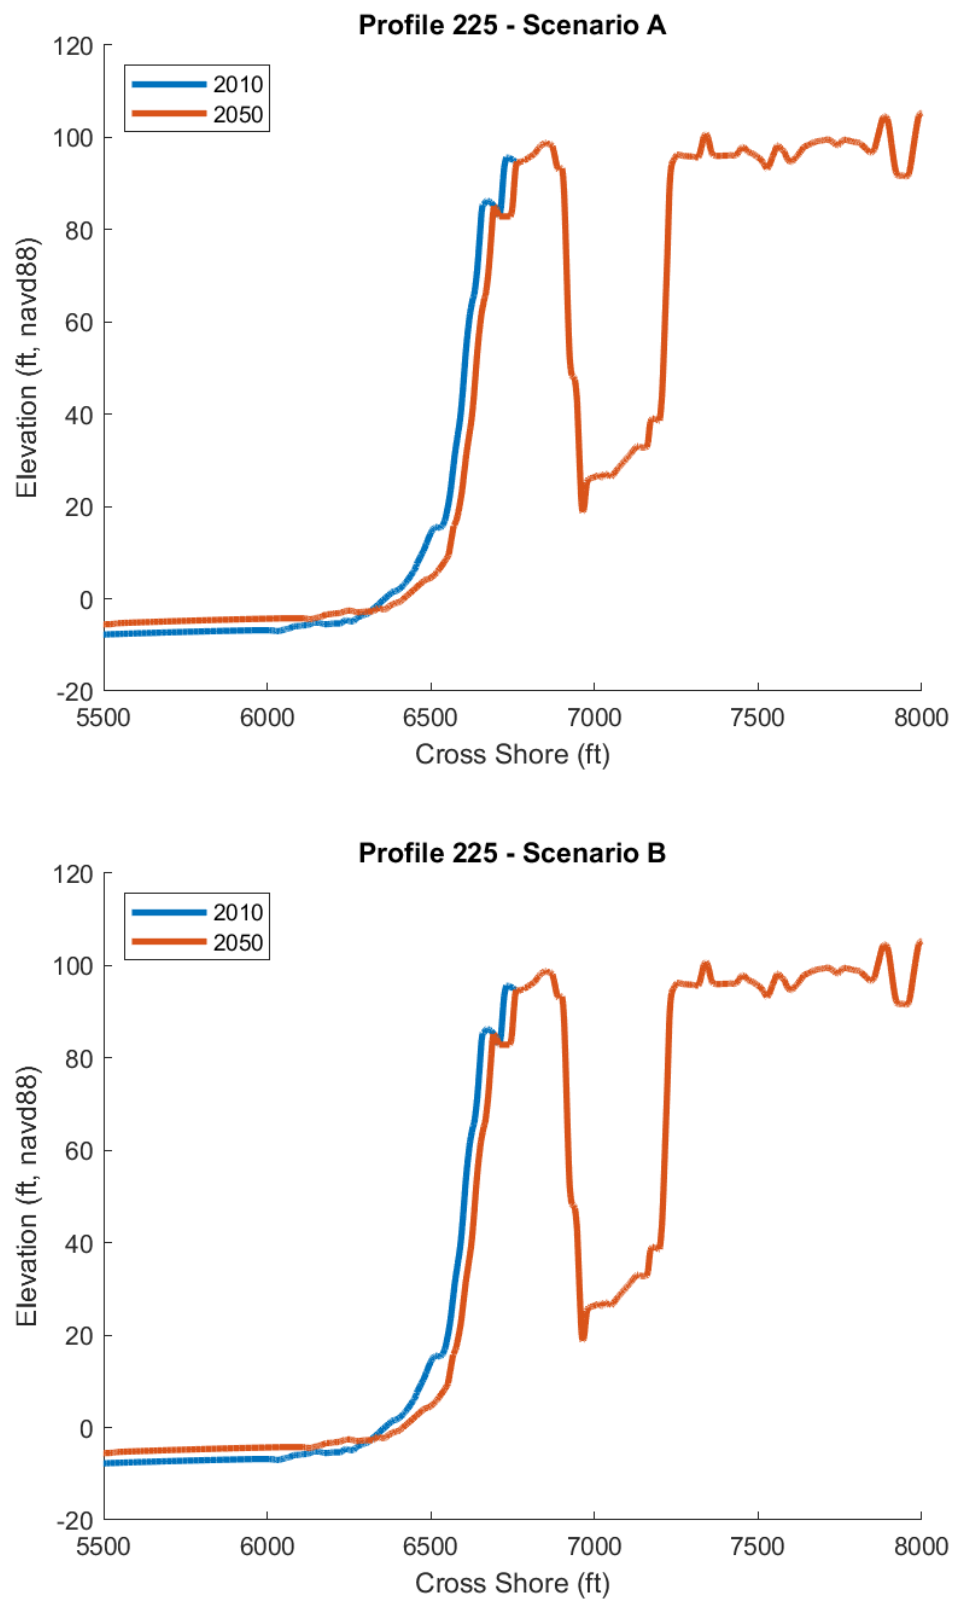 Profile 225 - Scenario A
120
100
80
60
40
20
0
-20
Elevation (ft, navd88)
2010
2050
5500 6000 6500 7000 7500 8000
Cross Shore (ft)
Profile 225 - Scenario B
120
100
80
60
40
20
0
-20
Elevation (ft, navd88)
2010
2050
5500 6000 6500 7000 7500 8000
Cross Shore (ft)